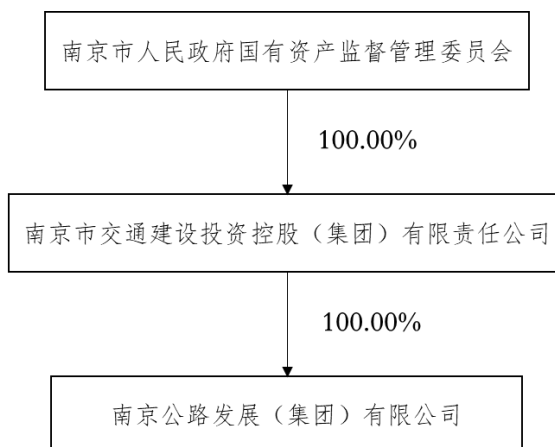 南京市人民政府国有资产监督管理委员会
100.00%
南京市交通建设投资控股（集团）有限责任公司
100.00%
南京公路发展（集团）有限公司